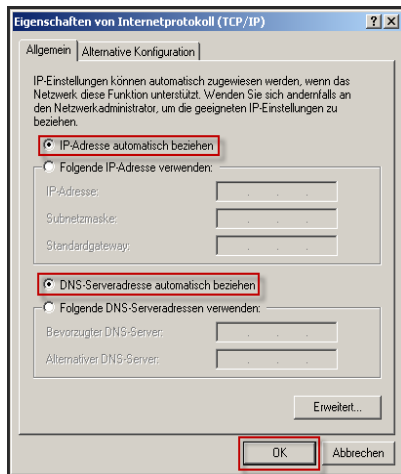 Eigenschaften von Internetprotokoll (TCP/IP)
Allgemein
Alternative Konfiguration
IP-Einstellungen können automatisch zugewiesen werden, wenn das
Netzwerk diese Funktion unterstützt. Wenden Sie sich andernfalls an
den Netzwerkadministrator, um die geeigneten IP-Einstellungen zu
beziehen.
IP-Adresse automatisch beziehen
Folgende IP-Adresse verwenden:
IP-Adresse:
Subnetzmaske:
Standardgateway:
DNS-Serveradresse automatisch beziehen
Folgende DNS-Serveradressen verwenden:
Bevorzugter DNS-Server:
Alternativer DNS-Server:
Erweitert...
OK
Abbrechen